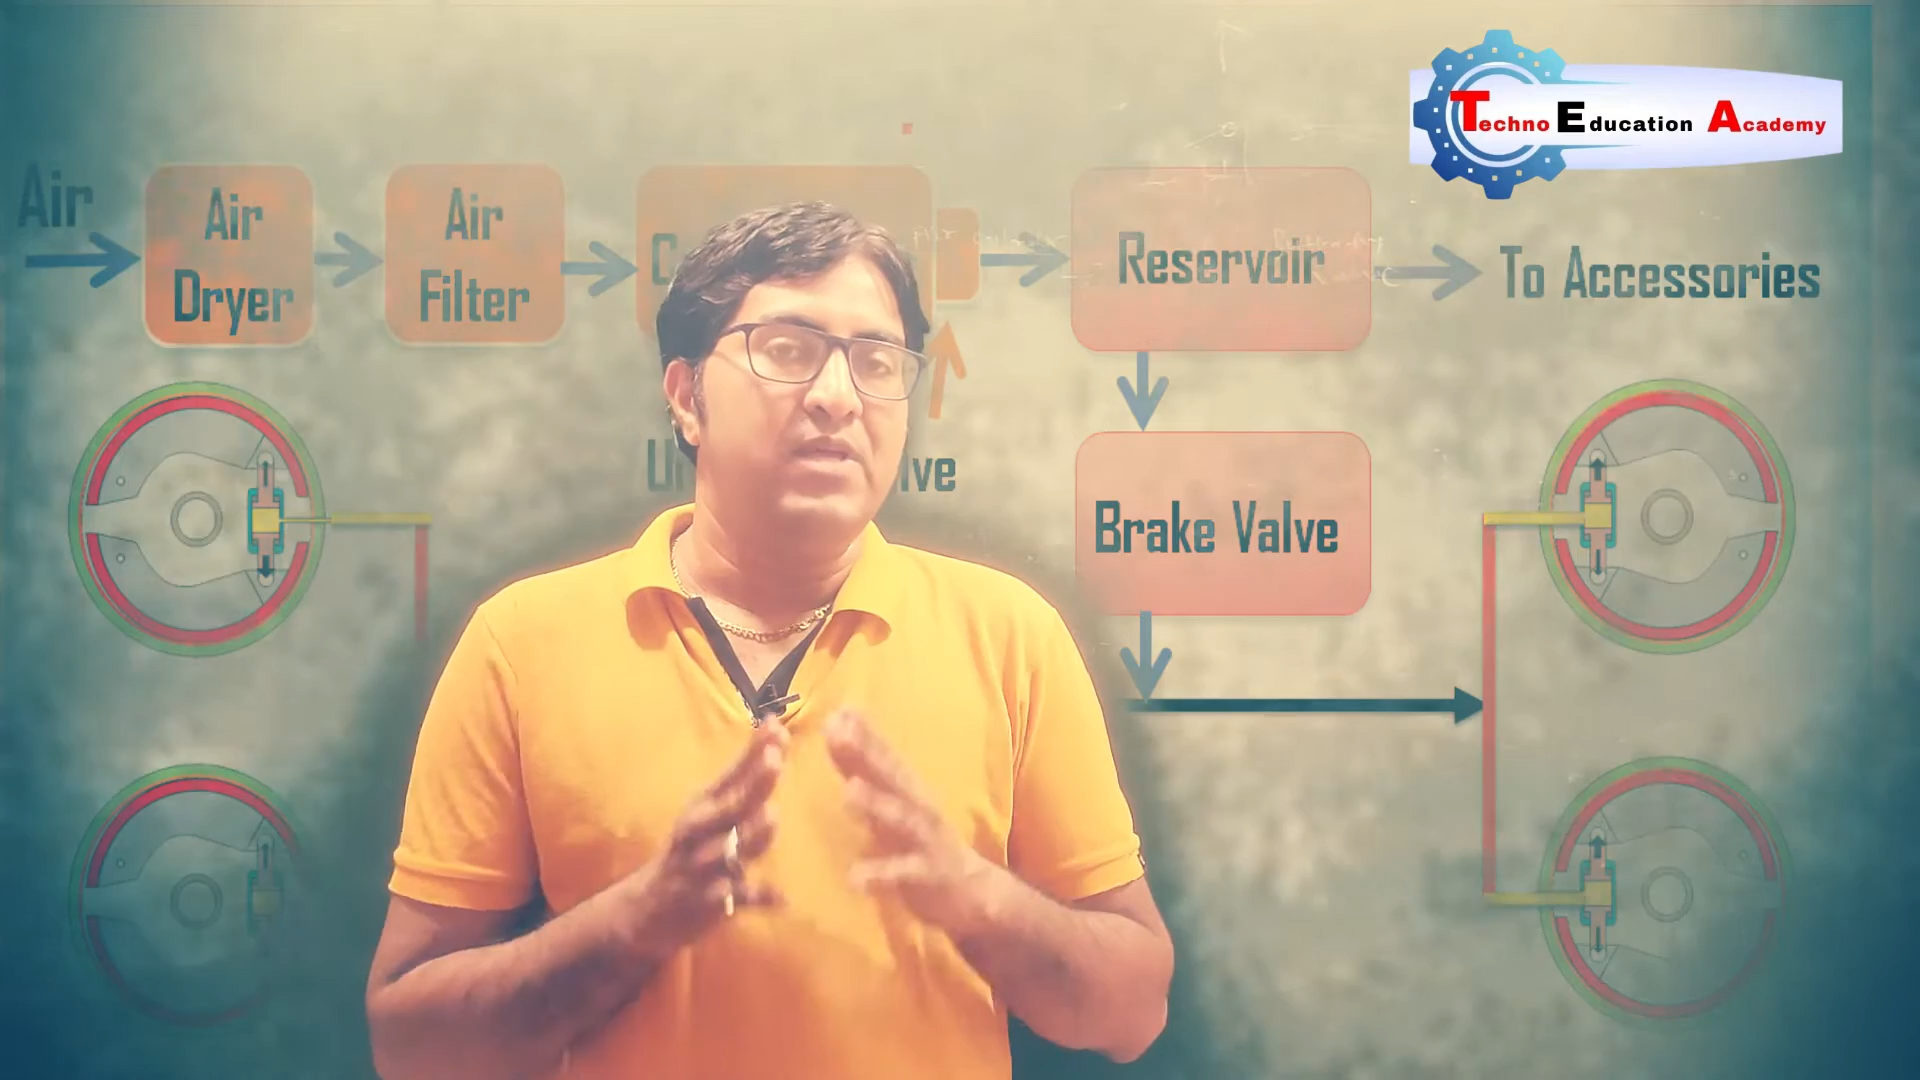 Techno Education Academy
Air
Air
Dryer
Air
Filter
Reservoir
To Accessories
Brake Valve